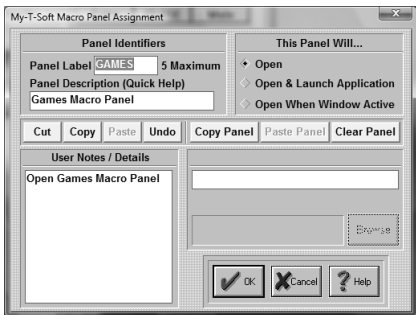 My-T-Soft Macro Panel Assignment
Panel Identifiers
Panel Label GAMES 5 Maximum
Panel Description (Quick Help)
Games Macro Panel
This Panel Will...
Open
Open & Launch Application
Open When Window Active
Cut Copy Paste Undo Copy Panel Paste Panel Clear Panel
User Notes / Details
Open Games Macro Panel
Browse
OK Cancel Help